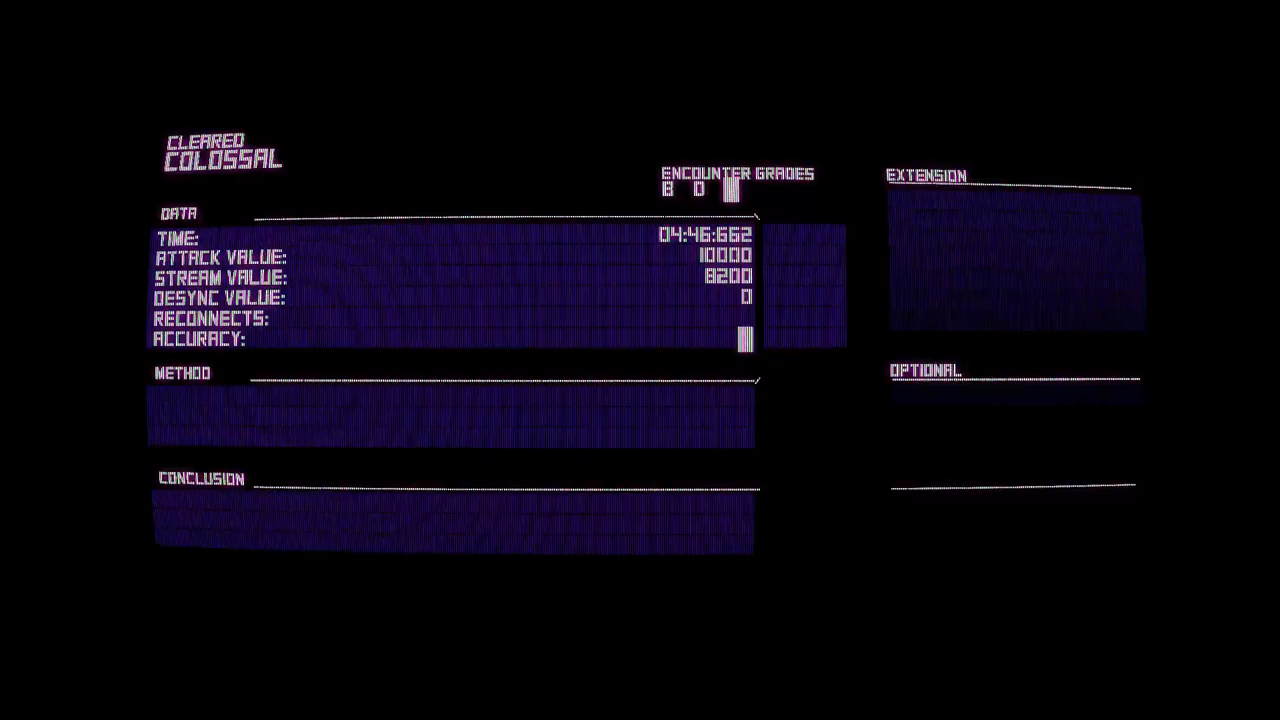 CLEARED
COLOSSAL
ENCOUNTER GRADES
B D
EXTENSION
DATA
TIME: 04:46:662
ATTACK VALUE: 10000
STREAM VALUE: 8200
DESYNC VALUE: 0
RECONNECTS:
ACCURACY:
METHOD
OPTIONAL
CONCLUSION